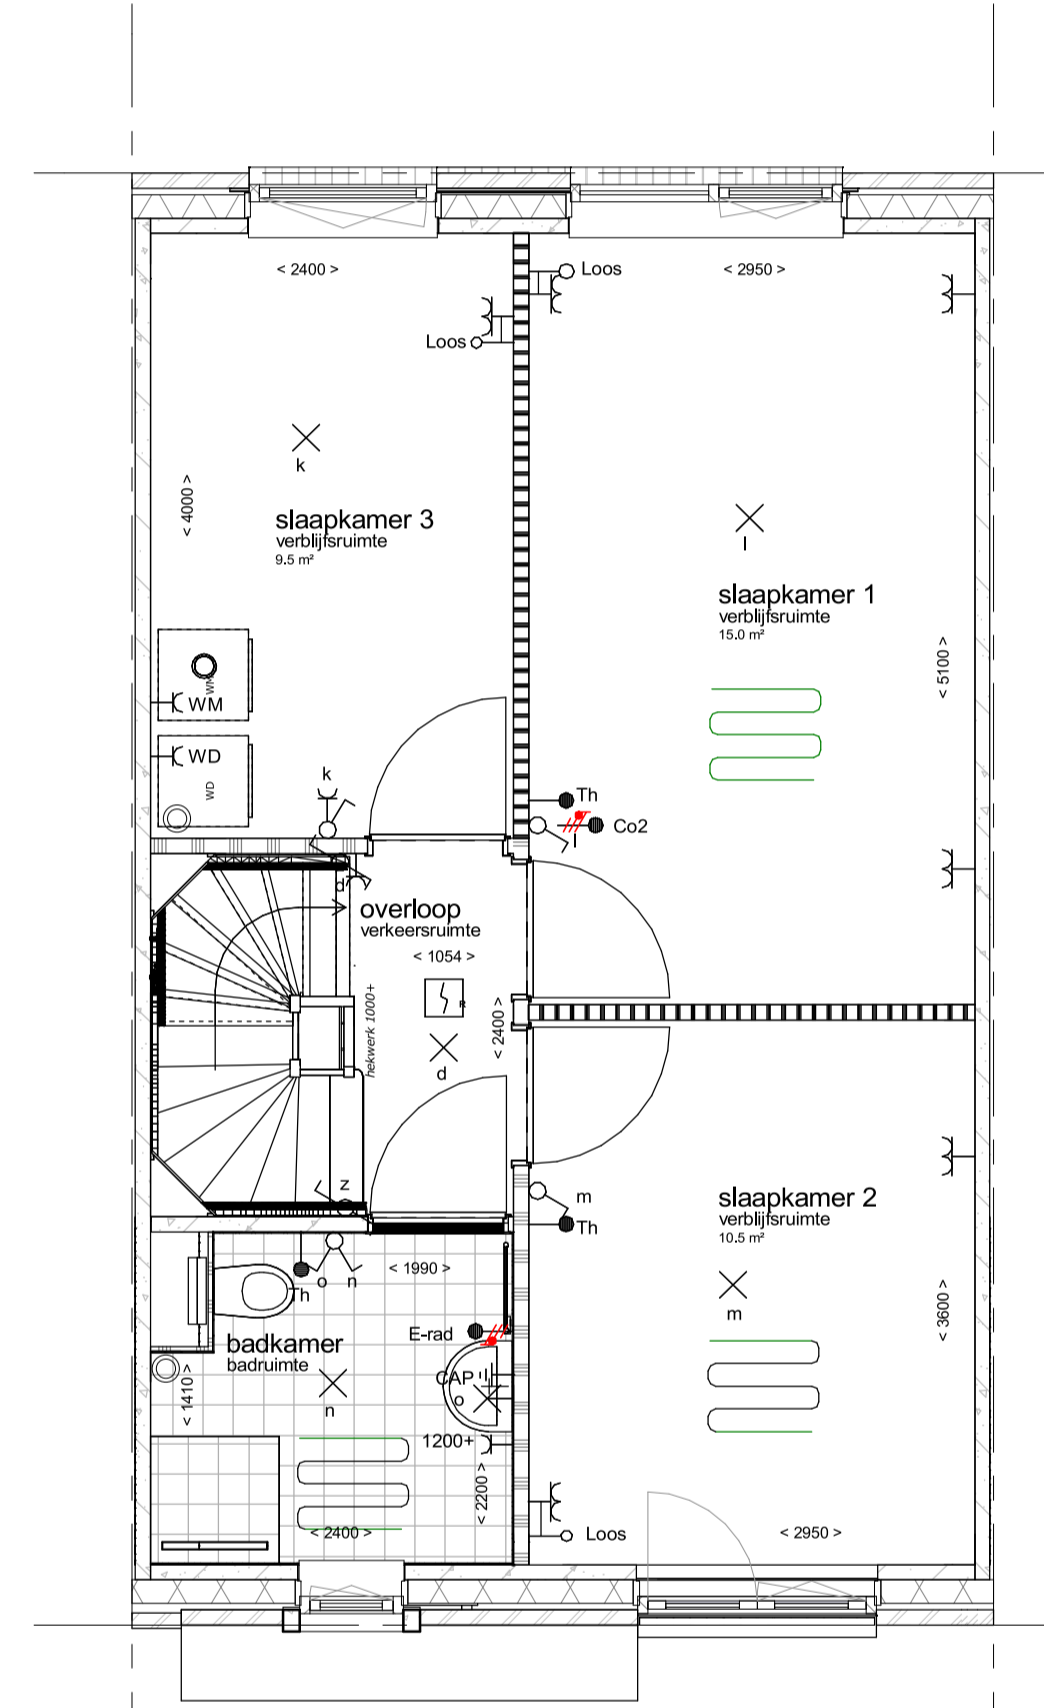 < 2400 >
Loos
< 2950 >
Loos
k
< 4000 >
slaapkamer 3
verblijfsruimte
9.5 m²
l
slaapkamer 1
verblijfsruimte
15.0 m²
< 5100 >
WM
WM
WD
WD
k
Th
Co2
l
d
overloop
verkeersruimte
< 1054 >
R
hekwerk 1000+
< 2400 >
d
z
m
Th
slaapkamer 2
verblijfsruimte
10.5 m²
< 1990 >
o
n
Th
m
< 3600 >
E-rad
badkamer
badruimte
CAP
o
< 1410 >
n
1200+
< 2200 >
< 2400 >
Loos
< 2950 >